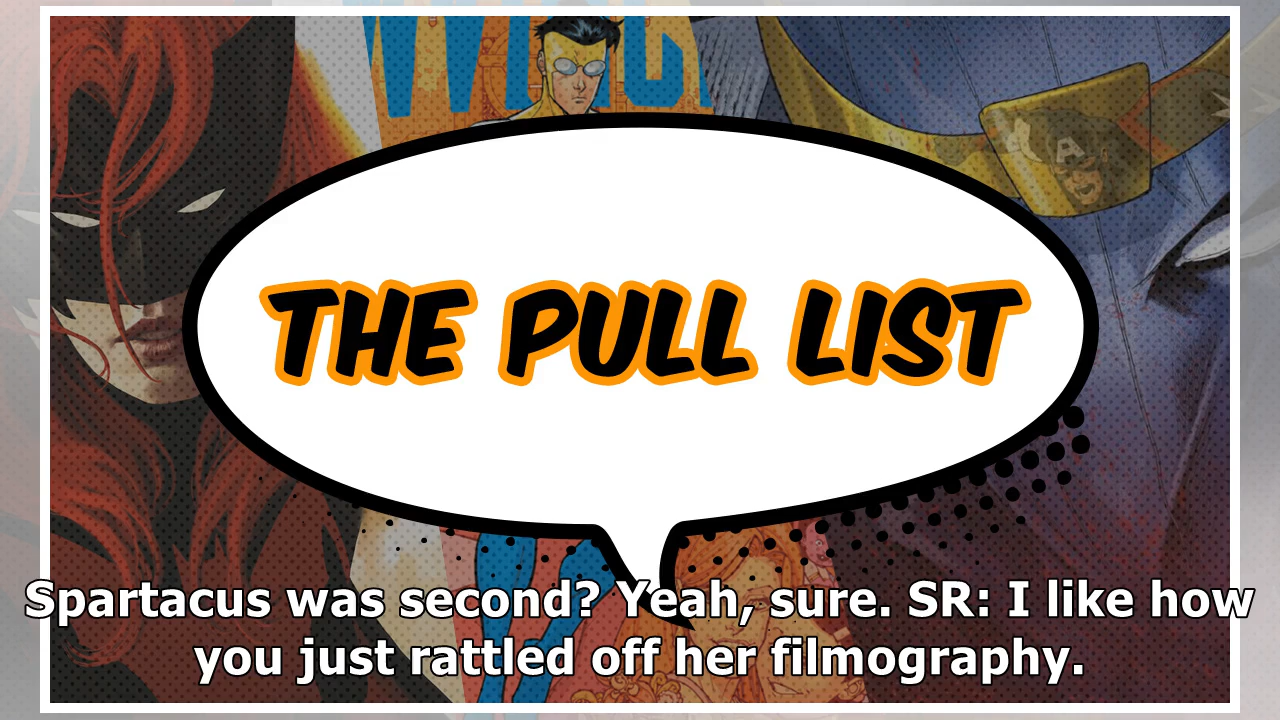 THE PULL LIST
Spartacus was second? Yeah, sure. SR: I like how
you just rattled off her filmography.